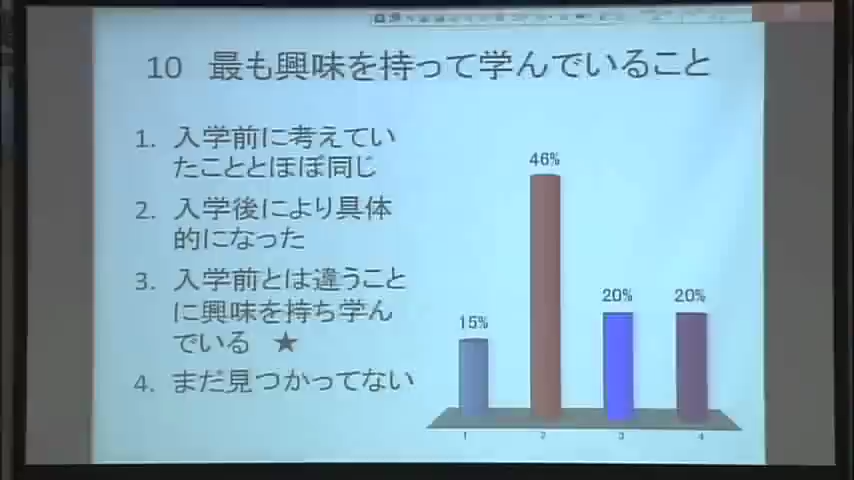 10 最も興味を持って学んでいること
1. 入学前に考えてい
たこととほぼ同じ
2. 入学後により具体
的になった
3. 入学前とは違うこと
に興味を持ち学ん
でいる ★
4. まだ見つかってない
15%
46%
20%
20%
1 2 3 4